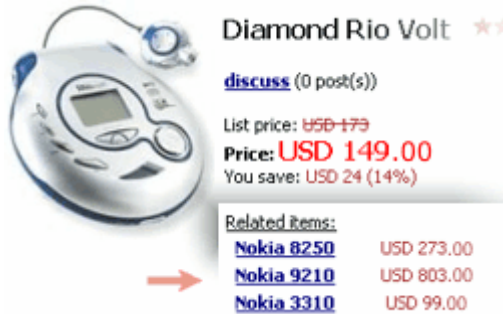 Diamond Rio Volt
discuss (0 post(s))
List price: USD 173
Price: USD 149.00
You save: USD 24 (14%)
Related items:
Nokia 8250 USD 273.00
Nokia 9210 USD 803.00
Nokia 3310 USD 99.00